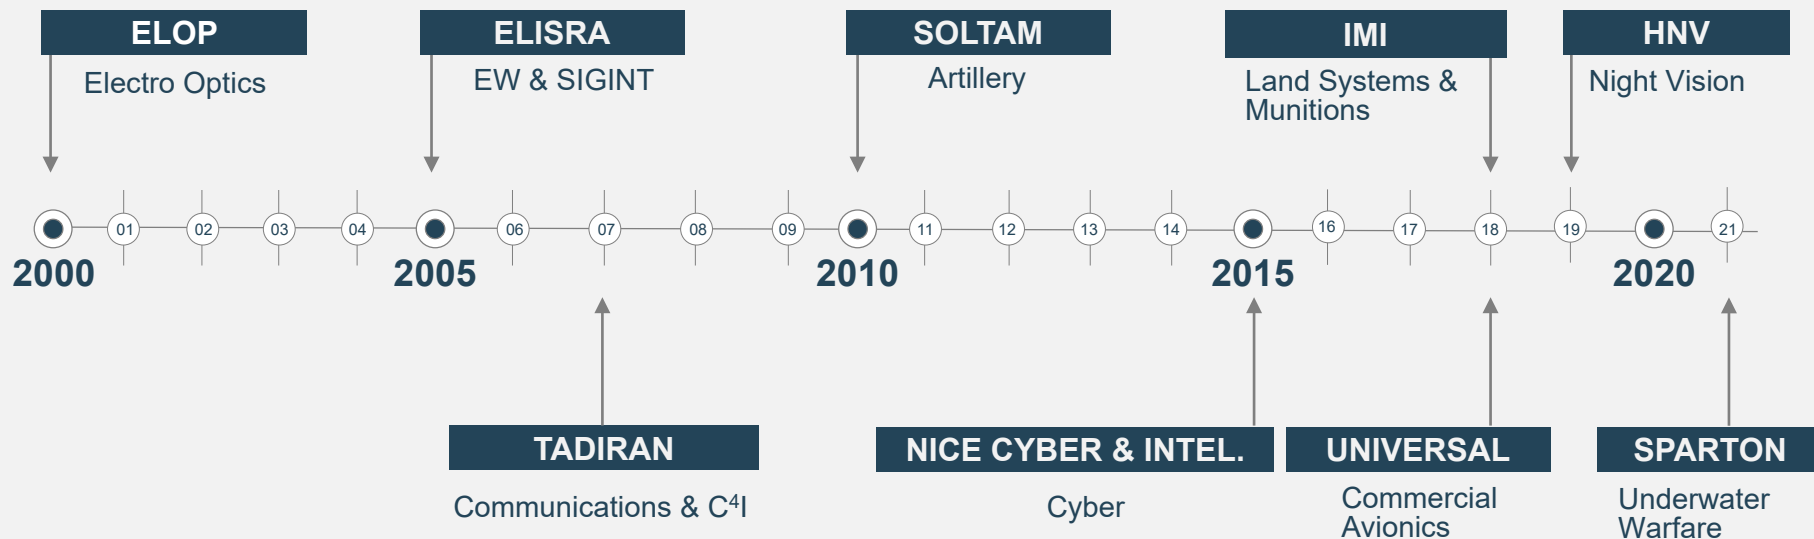 ELOP
Electro Optics
ELISRA
EW & SIGINT
SOLTAM
Artillery
IMI
Land Systems &
Munitions
HNV
Night Vision
01
02
03
04
06
07
08
09
11
12
13
14
16
17
18
19
21
2000
2005
2010
2015
2020
TADIRAN
Communications & C⁴I
NICE CYBER & INTEL.
Cyber
UNIVERSAL
Commercial
Avionics
SPARTON
Underwater
Warfare